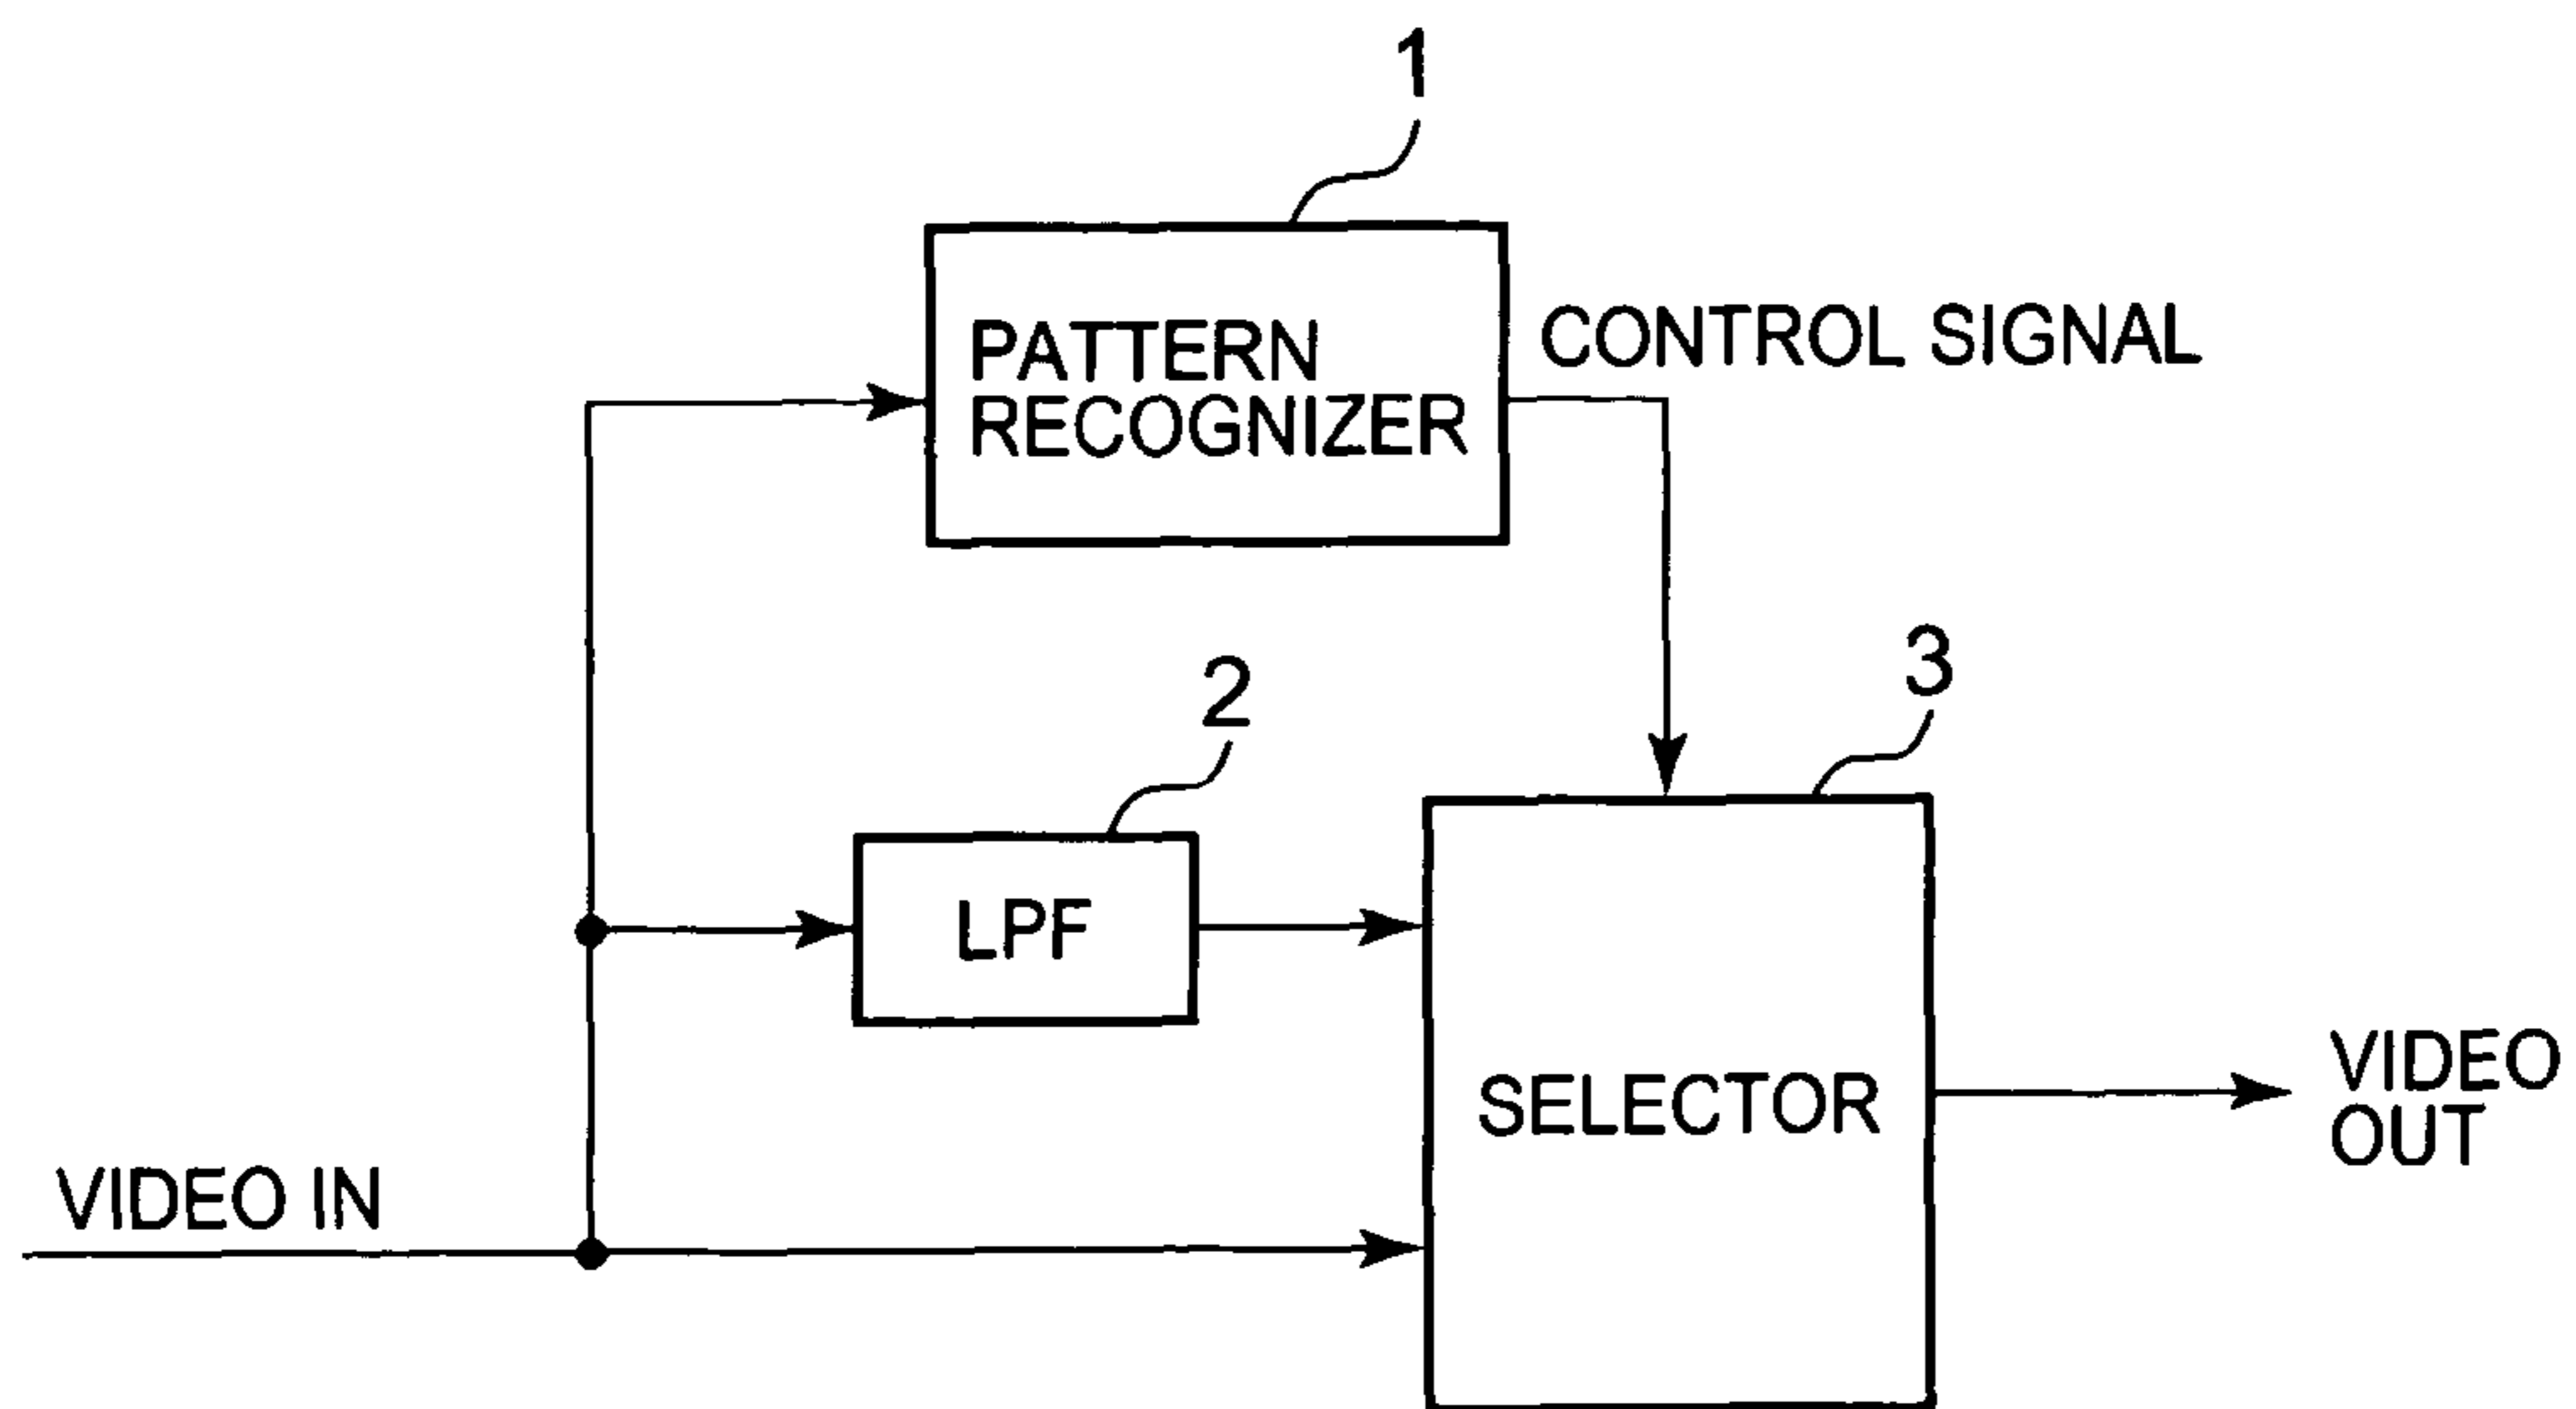 1
PATTERN
RECOGNIZER
CONTROL SIGNAL
2
3
LPF
SELECTOR
VIDEO
OUT
VIDEO IN